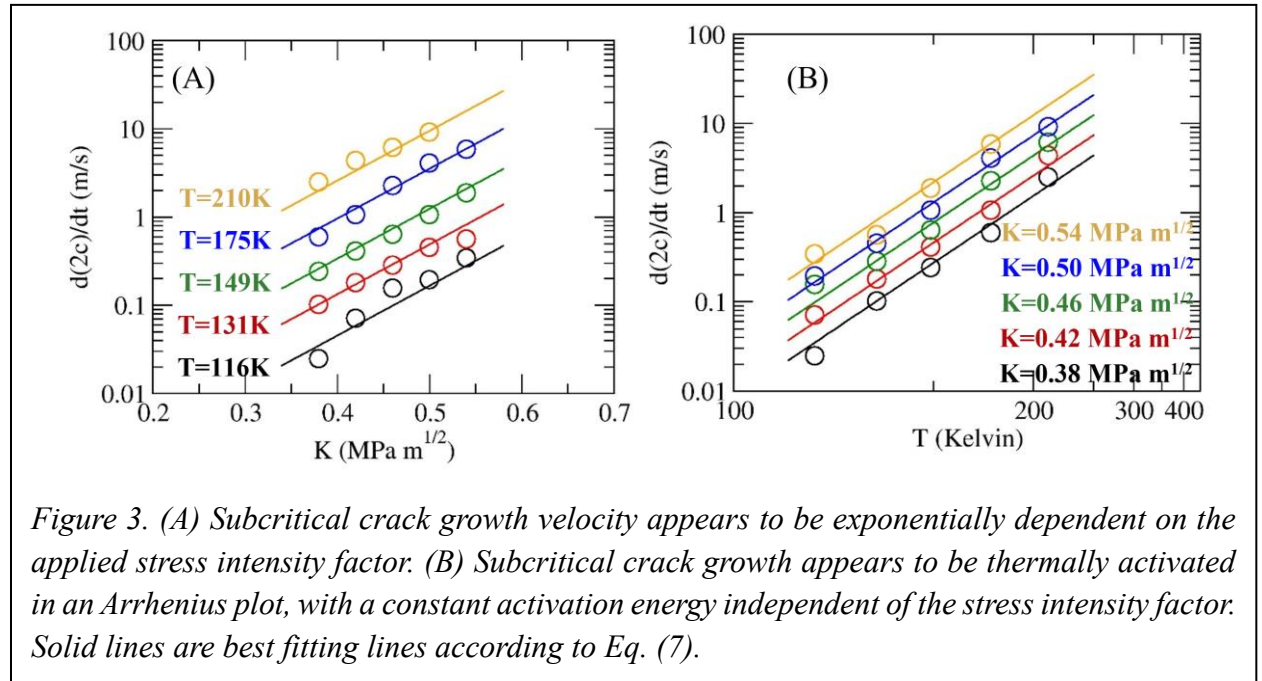 100
(A)
10
T=210K
T=175K
1
T=149K
0.1
T=131K
T=116K
0.01
0.2 0.3 0.4 0.5 0.6 0.7
K (MPa m^{1/2})
d(2c)/dt (m/s)
100
(B)
10
1
K=0.54 MPa m^{1/2}
K=0.50 MPa m^{1/2}
0.1
K=0.46 MPa m^{1/2}
K=0.42 MPa m^{1/2}
K=0.38 MPa m^{1/2}
0.01
100 200 300 400
T (Kelvin)
d(2c)/dt (m/s)
Figure 3. (A) Subcritical crack growth velocity appears to be exponentially dependent on the
applied stress intensity factor. (B) Subcritical crack growth appears to be thermally activated
in an Arrhenius plot, with a constant activation energy independent of the stress intensity factor.
Solid lines are best fitting lines according to Eq. (7).